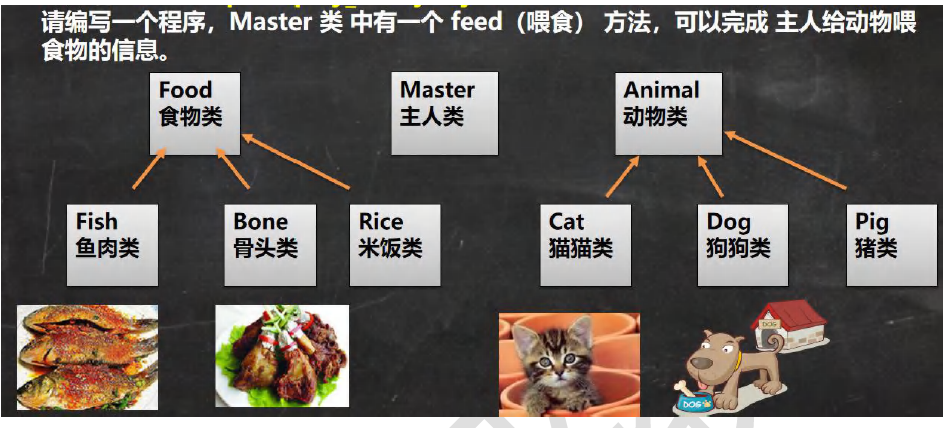 请编写一个程序，Master 类 中有一个 feed（喂食） 方法，可以完成 主人给动物喂
食物的信息。
Food
食物类
Master
主人类
Animal
动物类
Fish
鱼肉类
Bone
骨头类
Rice
米饭类
Cat
猫猫类
Dog
狗狗类
Pig
猪类
DOG
DOG